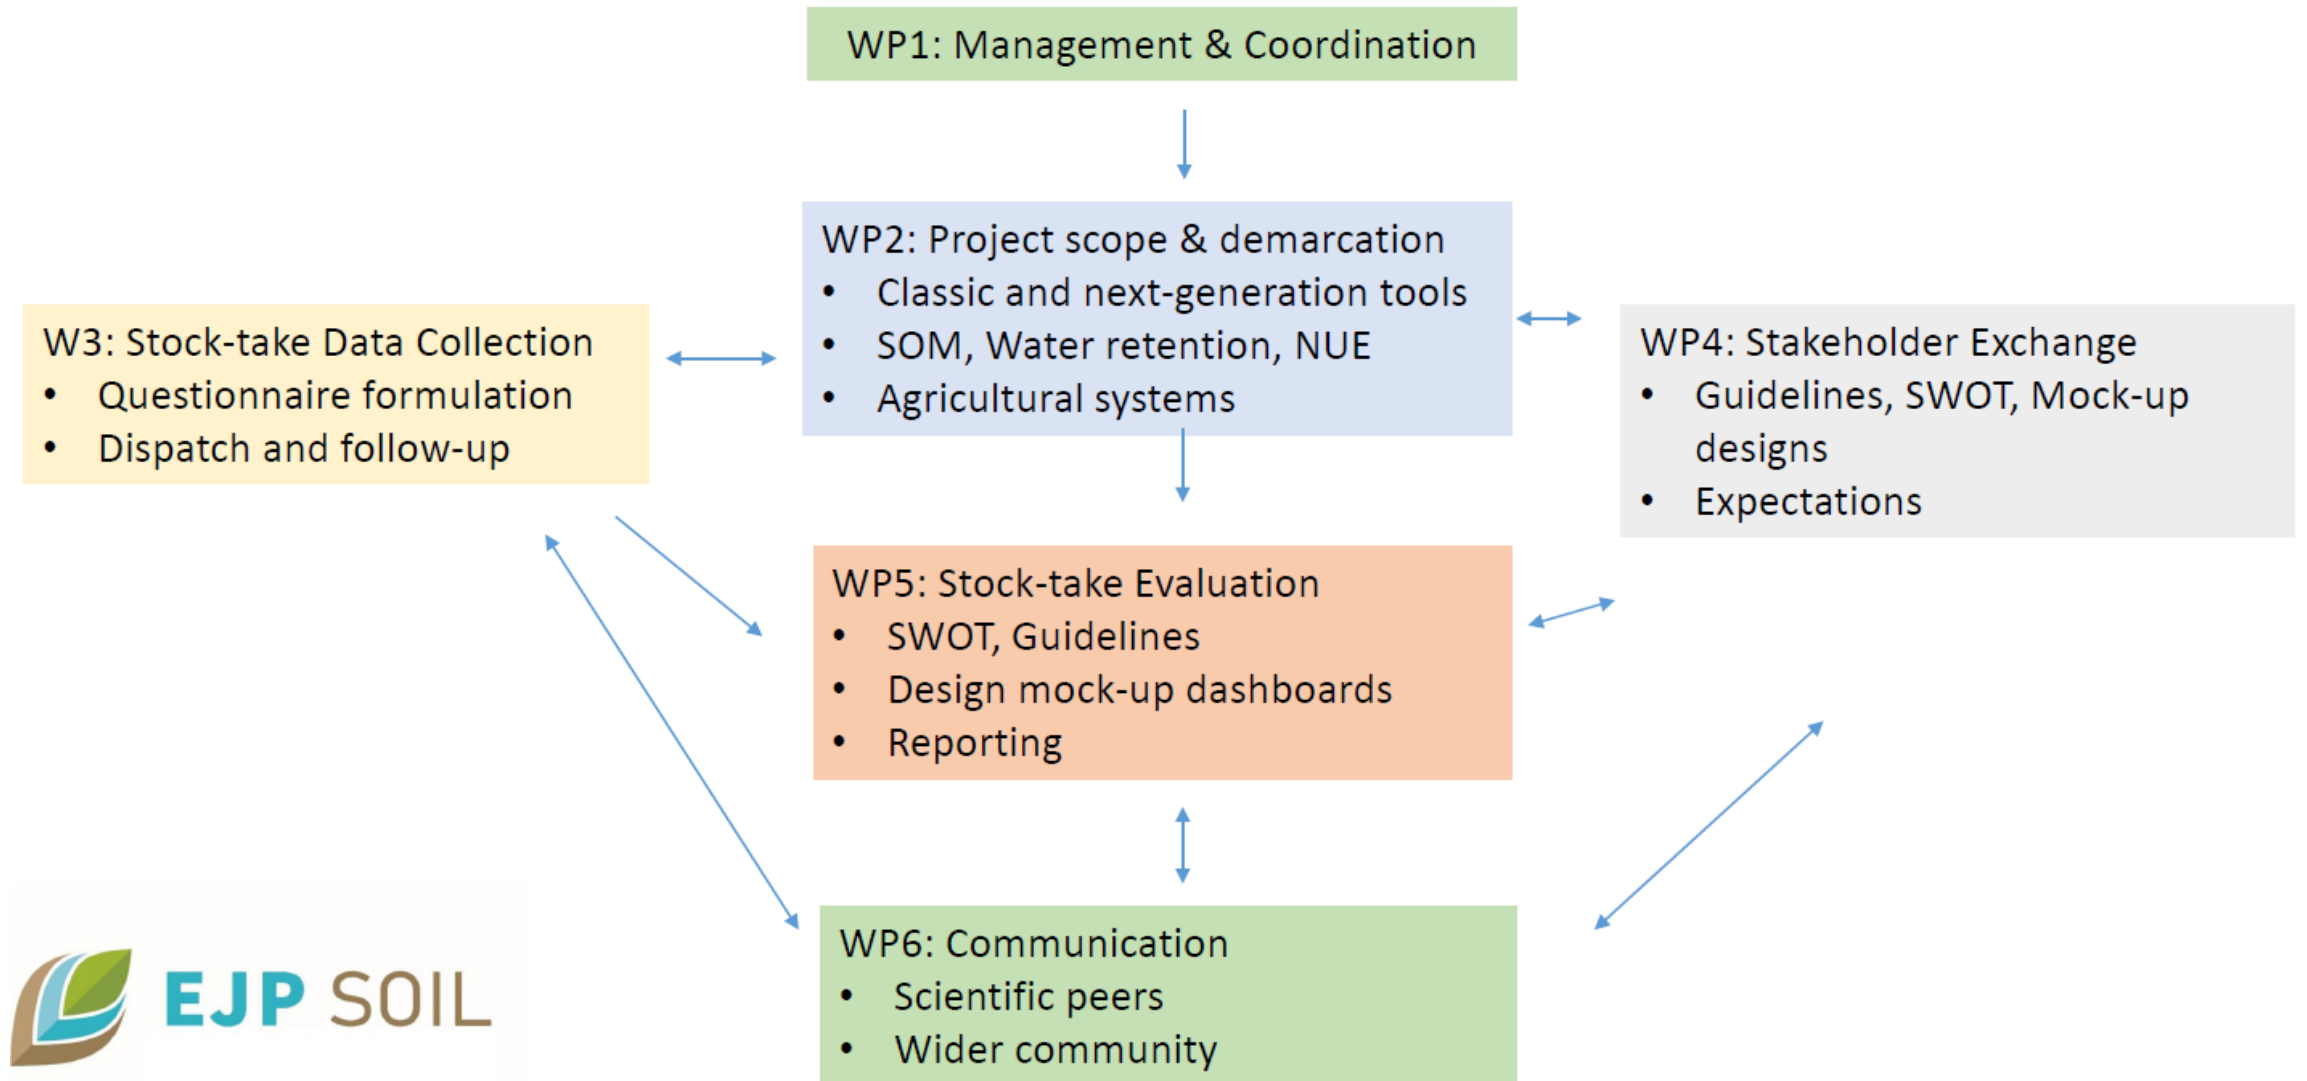 WP1: Management & Coordination
WP2: Project scope & demarcation
• Classic and next-generation tools
• SOM, Water retention, NUE
• Agricultural systems
W3: Stock-take Data Collection
• Questionnaire formulation
• Dispatch and follow-up
WP4: Stakeholder Exchange
• Guidelines, SWOT, Mock-up
designs
• Expectations
WP5: Stock-take Evaluation
• SWOT, Guidelines
• Design mock-up dashboards
• Reporting
WP6: Communication
• Scientific peers
• Wider community
EJP SOIL